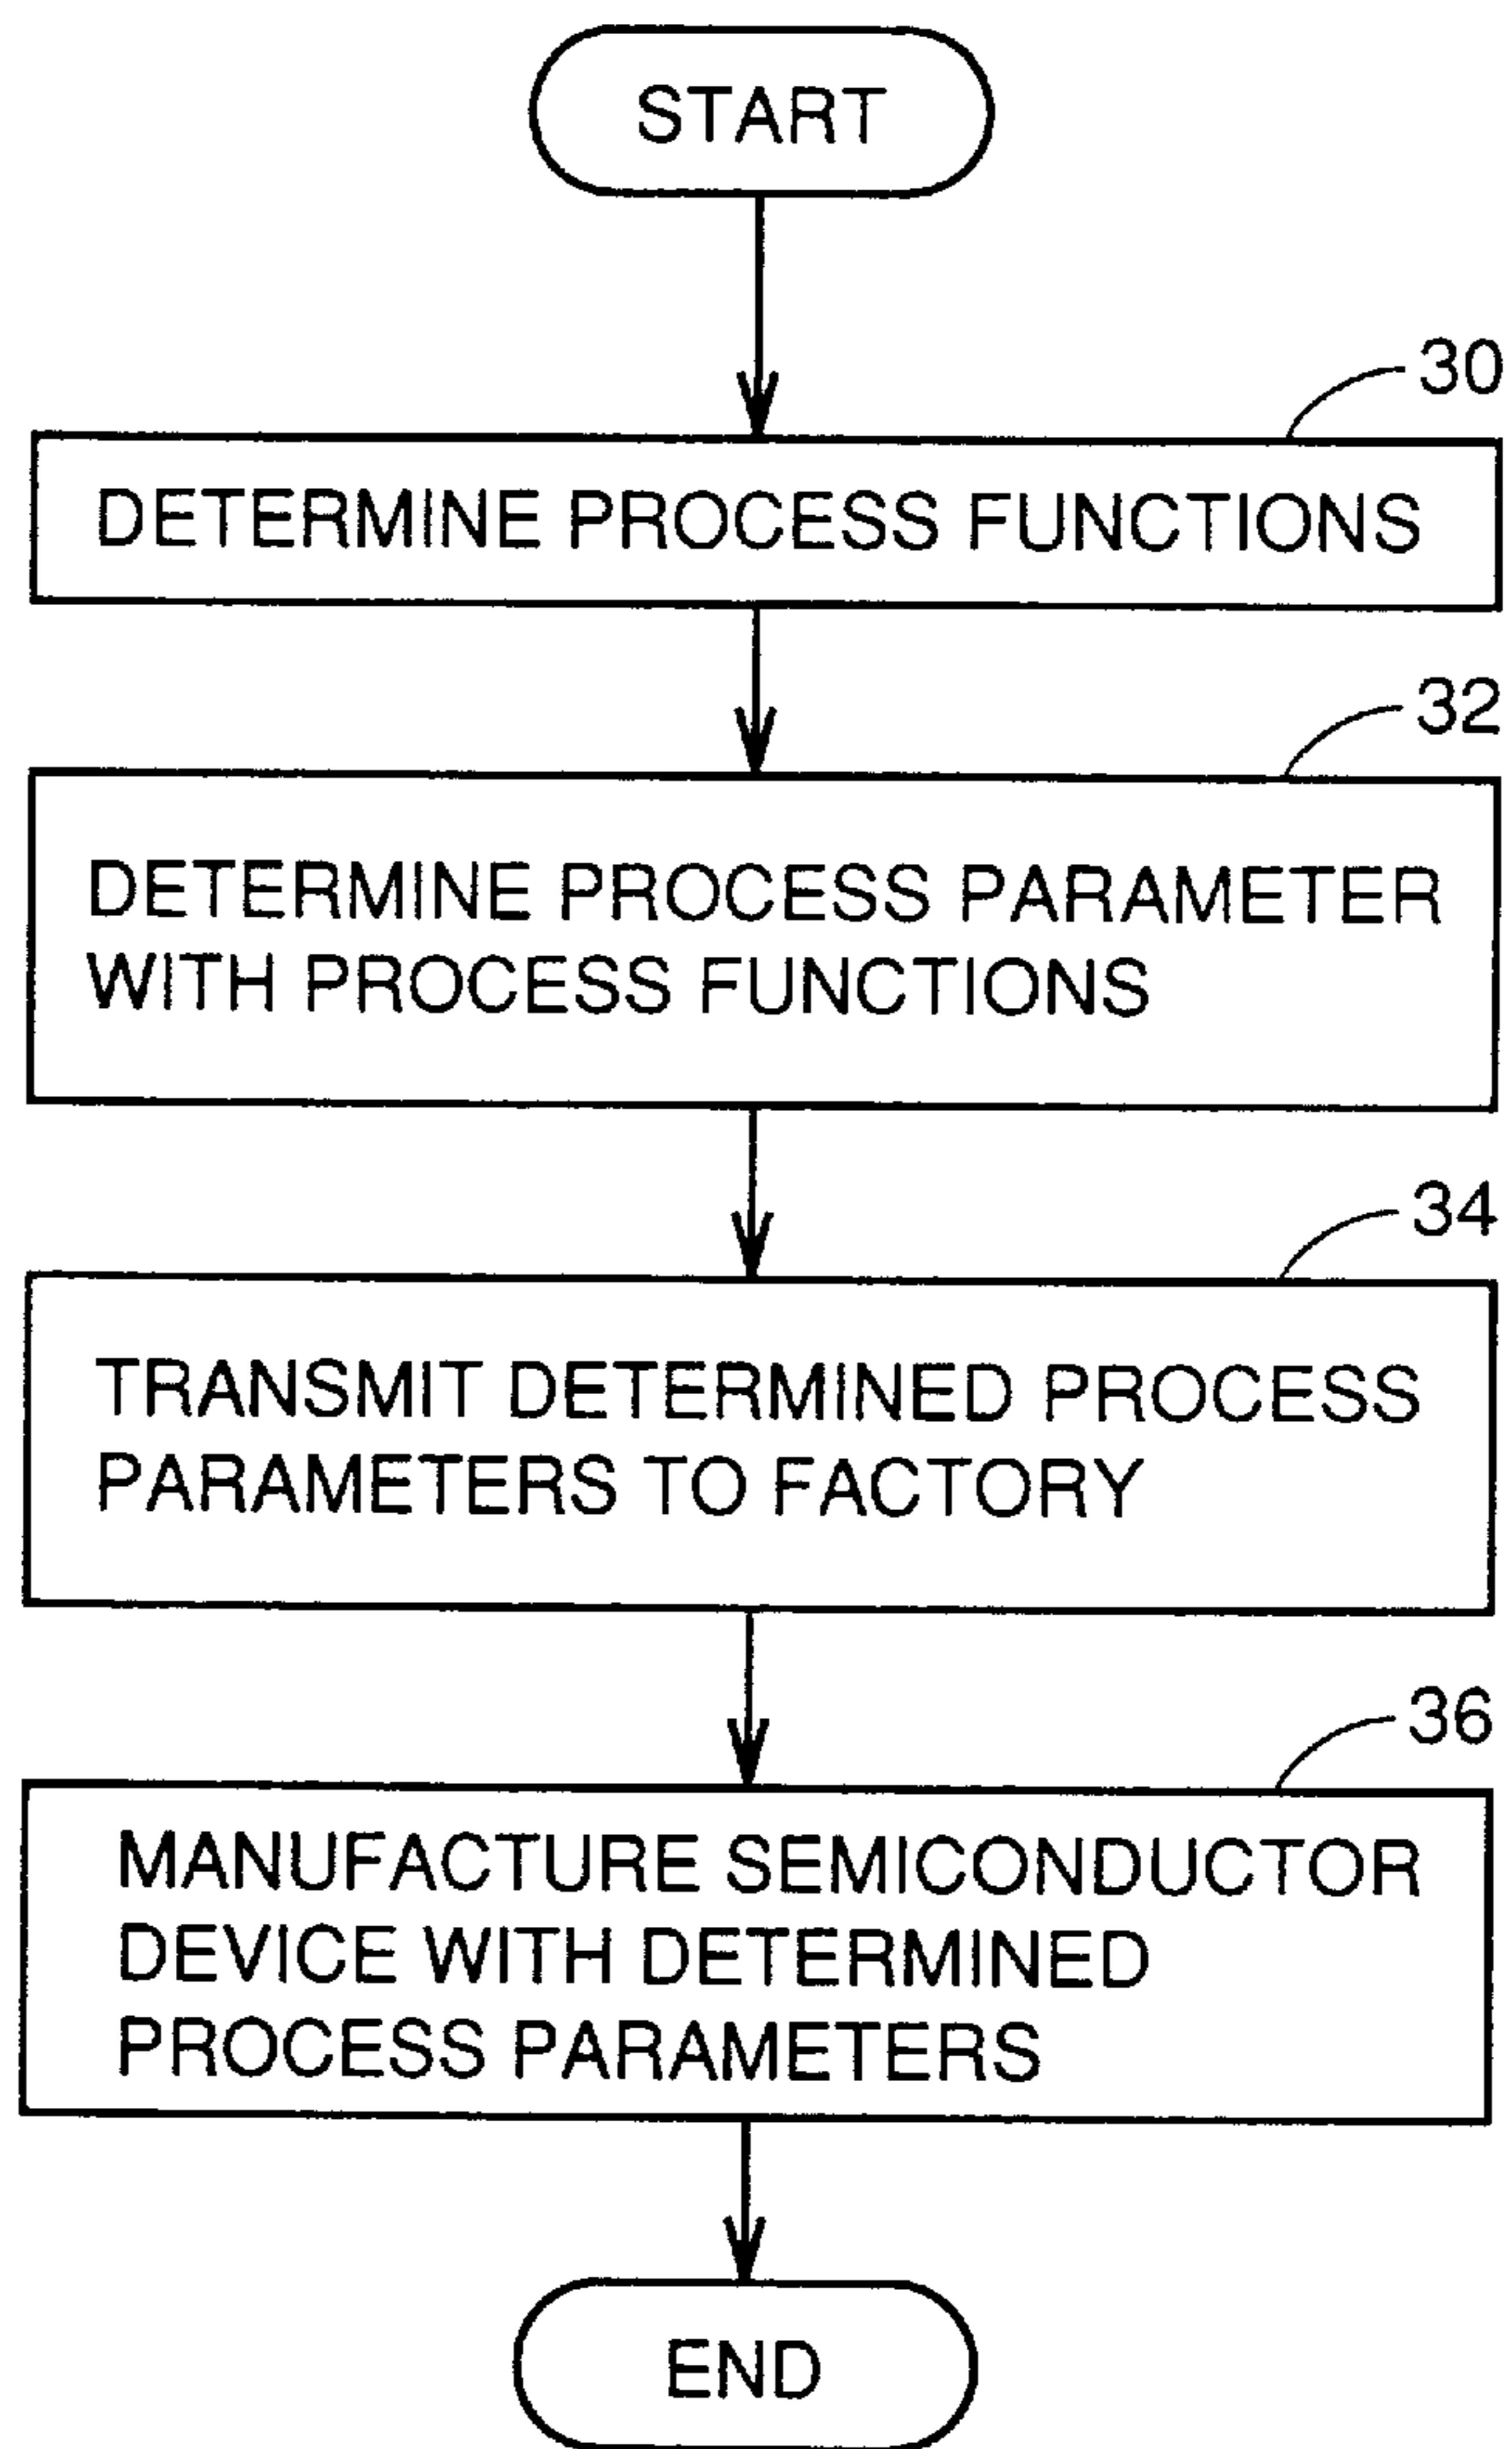 START
30
DETERMINE PROCESS FUNCTIONS
32
DETERMINE PROCESS PARAMETER
WITH PROCESS FUNCTIONS
34
TRANSMIT DETERMINED PROCESS
PARAMETERS TO FACTORY
36
MANUFACTURE SEMICONDUCTOR
DEVICE WITH DETERMINED
PROCESS PARAMETERS
END